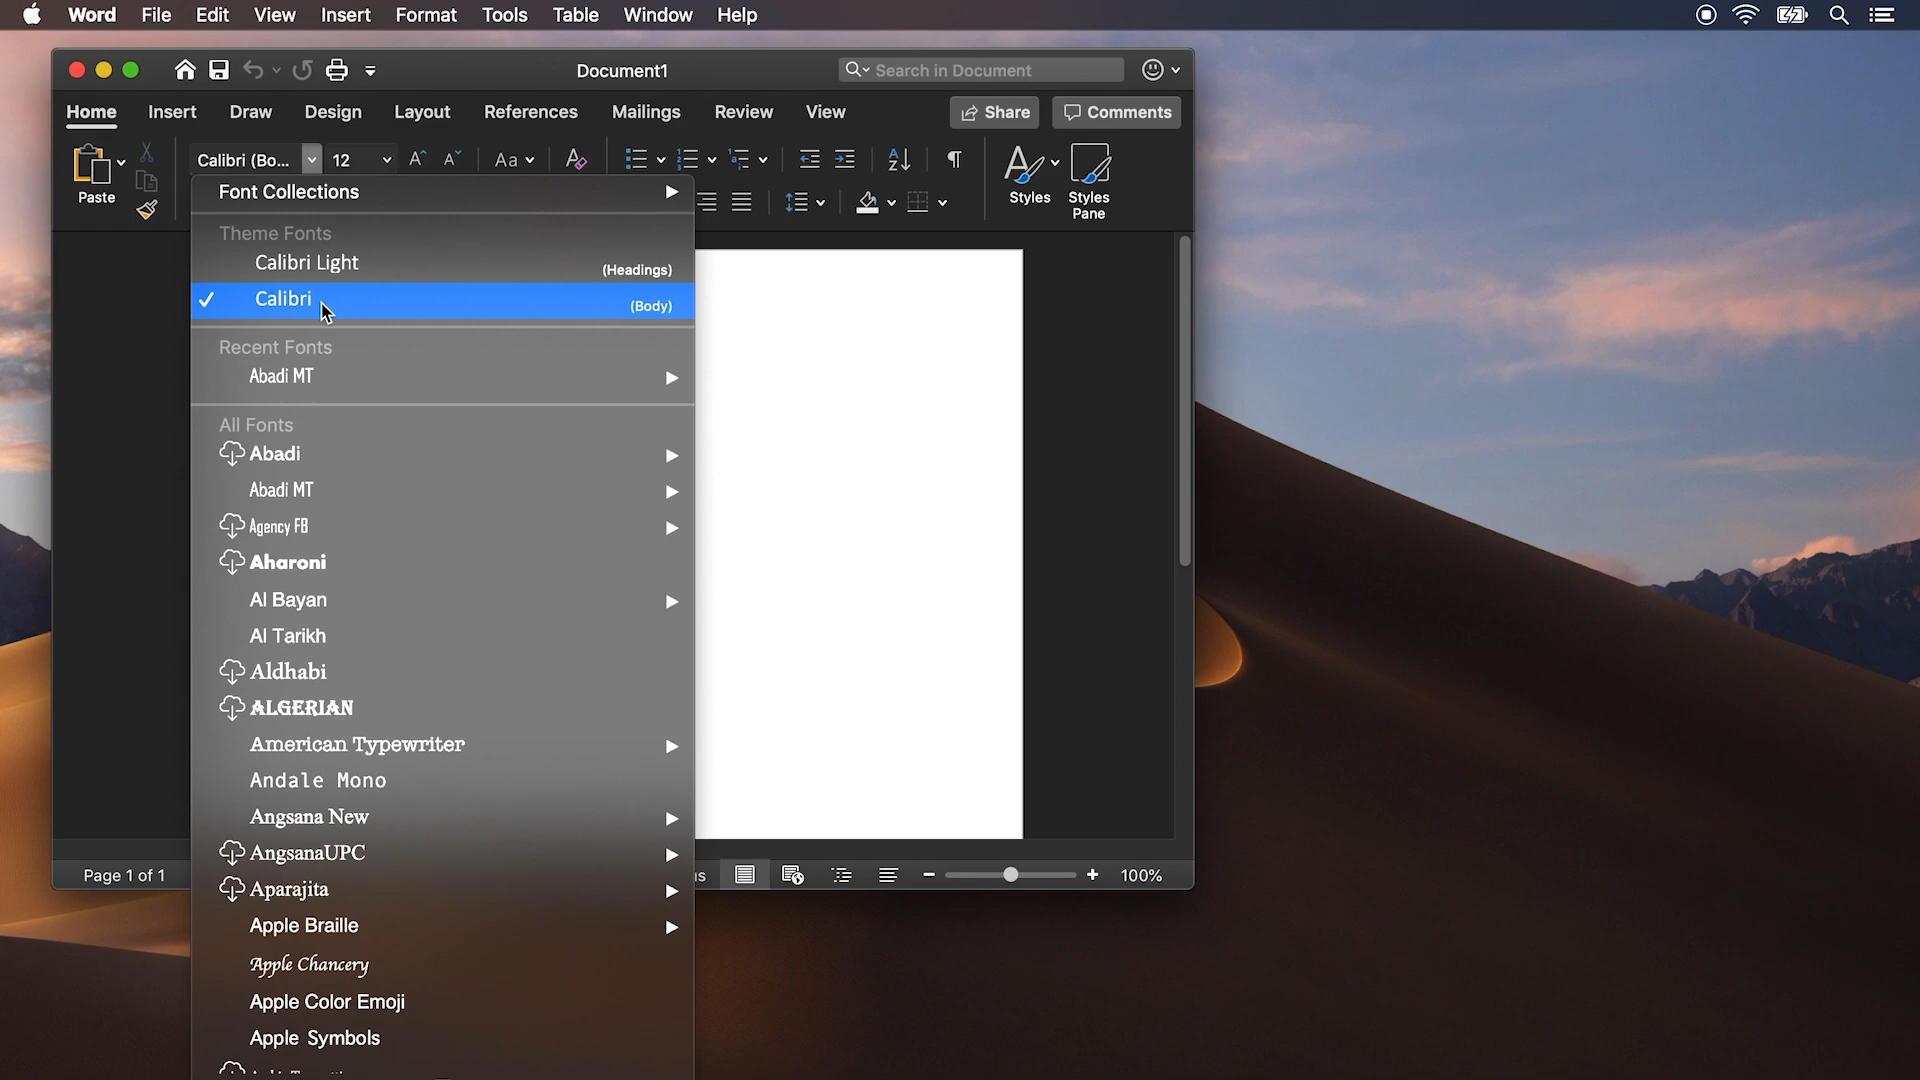 Word File Edit View Insert Format Tools Table Window Help
Document1
Search in Document
Home Insert Draw Design Layout References Mailings Review View Share Comments
Paste
Calibri (Bo... 12
Aa
Styles
Styles Pane
Font Collections
Theme Fonts
Calibri Light (Headings)
Calibri (Body)
Recent Fonts
Abadi MT
All Fonts
Abadi
Abadi MT
Agency FB
Aharoni
Al Bayan
Al Tarikh
Aldhabi
ALGERIAN
American Typewriter
Andale Mono
Angsana New
AngsanaUPC
Aparajita
Apple Braille
Apple Chancery
Apple Color Emoji
Apple Symbols
Page 1 of 1
100%